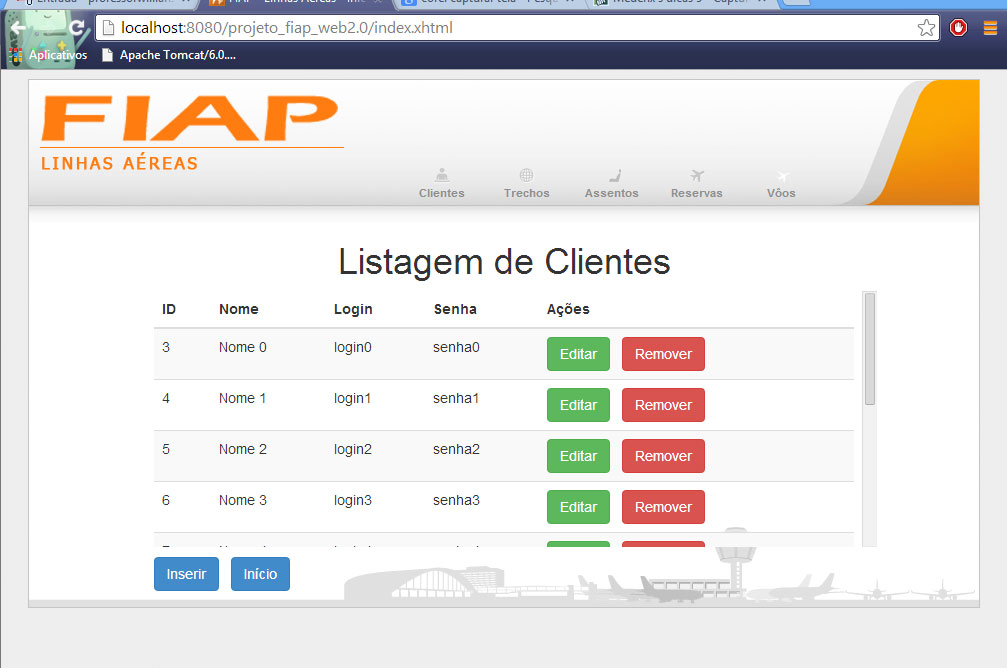 localhost:8080/projeto_fiap_web2.0/index.xhtml
Aplicativos Apache Tomcat/6.0....
FIAP
LINHAS AÉREAS
Clientes Trechos Assentos Reservas Vôos
Listagem de Clientes
ID Nome Login Senha Ações
3 Nome 0 login0 senha0 Editar Remover
4 Nome 1 login1 senha1 Editar Remover
5 Nome 2 login2 senha2 Editar Remover
6 Nome 3 login3 senha3 Editar Remover
Inserir Início